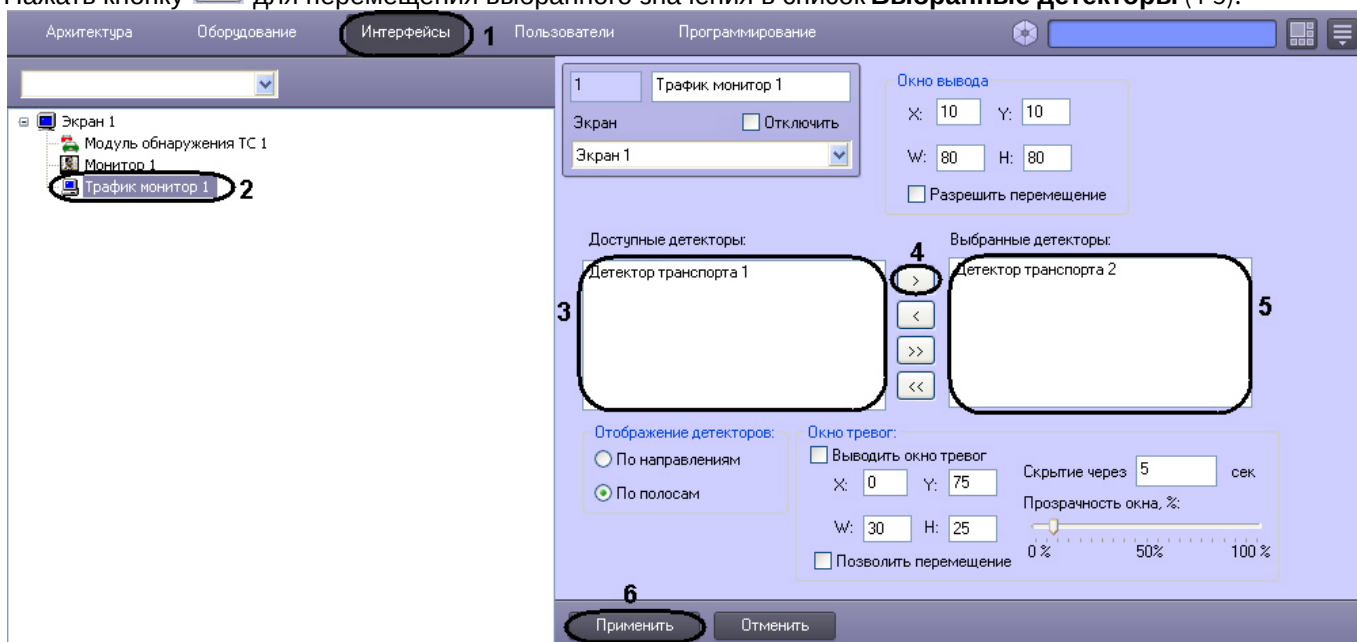 Нажать кнопку для перемещения выбранного значения в список Выбранные детекторы (4-5).
Архитектура Оборудование Интерфейсы 1 Пользователи Программирование
Экран 1
Модуль обнаружения ТС 1
Монитор 1
Трафик монитор 1 2
1 Трафик монитор 1
Экран Отключить
Экран 1
Окно вывода
X: 10 Y: 10
W: 80 H: 80
Разрешить перемещение
Доступные детекторы: 4 Выбранные детекторы:
Детектор транспорта 1 > Детектор транспорта 2
3 < 5
>>
<<
Отображение детекторов:
По направлениям
По полосам
Окно тревог:
Выводить окно тревог
X: 0 Y: 75
W: 30 H: 25
Позволить перемещение
Скрытие через 5 сек
Прозрачность окна, %:
0 % 50% 100 %
6
Применить Отменить